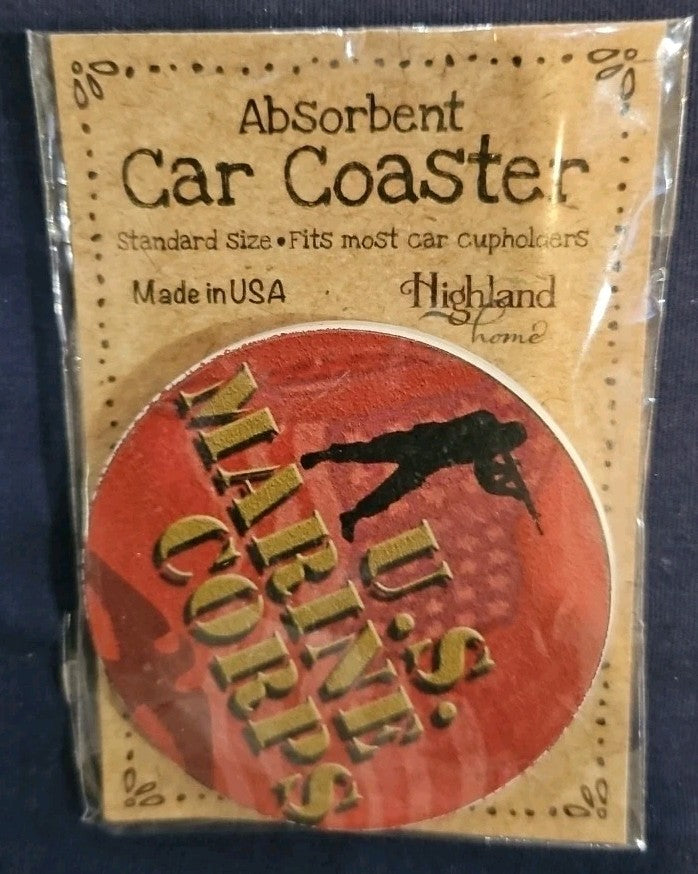 Absorbent
Car Coaster
Standard Size • Fits most car cupholders
Made in USA
Highland
home
U.S.
MARINE
CORPS